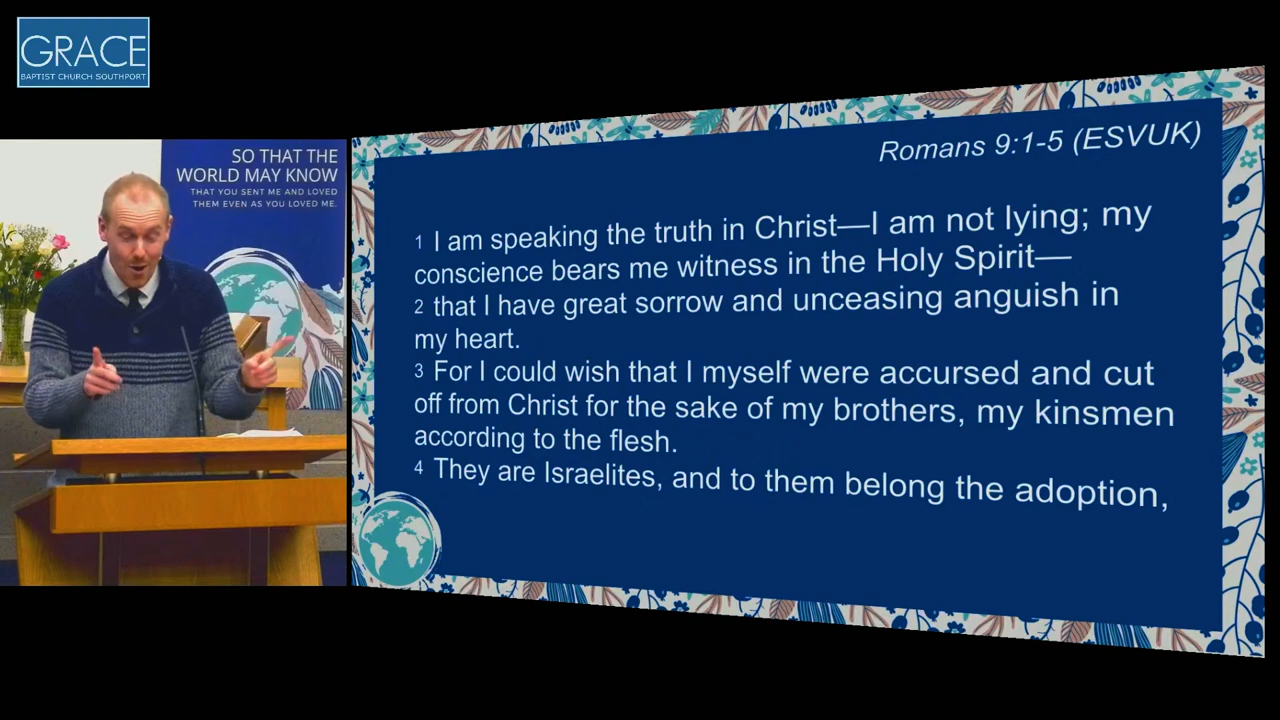 GRACE
BAPTIST CHURCH SOUTHPORT
SO THAT THE
WORLD MAY KNOW
THAT YOU SENT ME AND LOVED
THEM EVEN AS YOU LOVED ME.
Romans 9:1-5 (ESVUK)
1 I am speaking the truth in Christ—I am not lying; my
conscience bears me witness in the Holy Spirit—
2 that I have great sorrow and unceasing anguish in
my heart.
3 For I could wish that I myself were accursed and cut
off from Christ for the sake of my brothers, my kinsmen
according to the flesh.
4 They are Israelites, and to them belong the adoption,